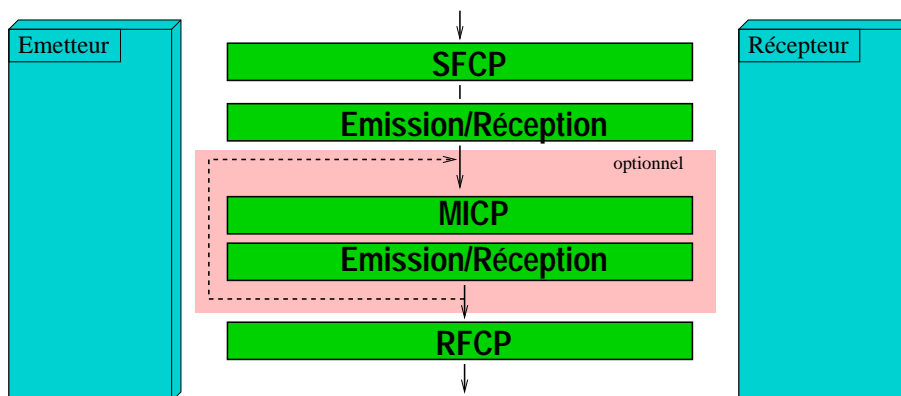 Emetteur
Récepteur
SFCP
Emission/Réception
optionnel
MICP
Emission/Réception
RFCP